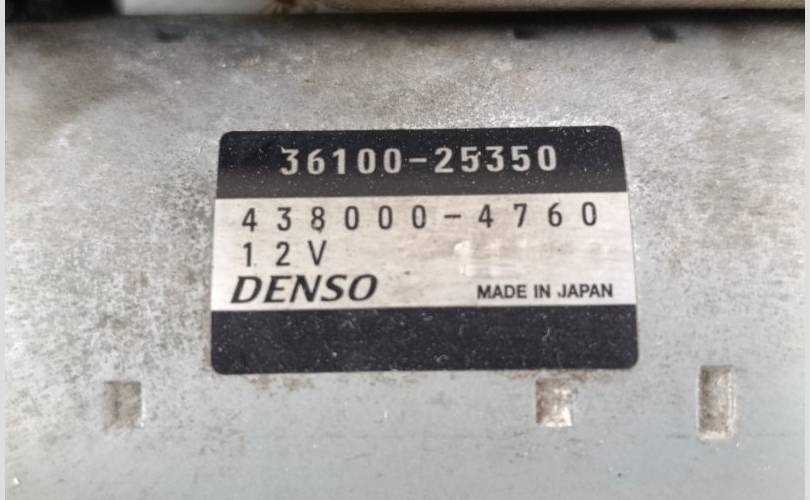 36100-25350
438000-4760
12V
DENSO
MADE IN JAPAN